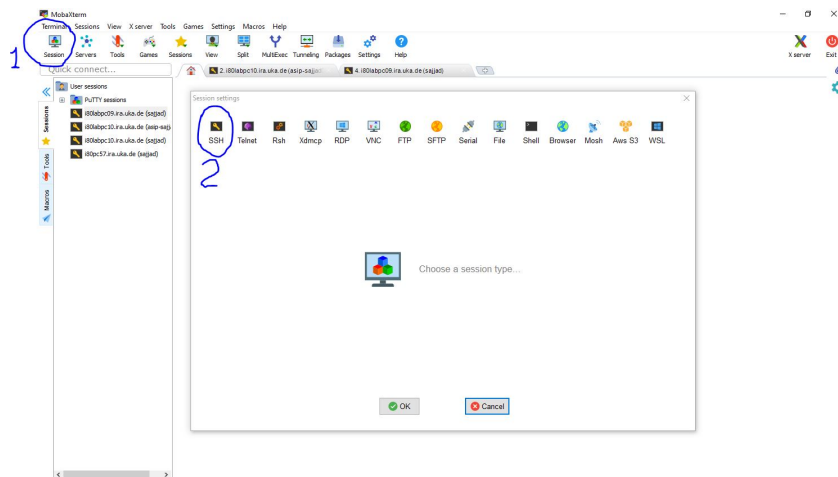 MobaXterm
Terminal Sessions View X server Tools Games Settings Macros Help
1
Session Servers Tools Games Sessions View Split MultiExec Tunneling Packages Settings Help
X server Exit
Quick connect...
2. i80labpc10.ira.uka.de (asip-sajjad
4. i80labpc09.ira.uka.de (sajjad)
User sessions
PuTTY sessions
i80labpc09.ira.uka.de (sajjad)
i80labpc10.ira.uka.de (asip-sajj
i80labpc10.ira.uka.de (sajjad)
i80pc57.ira.uka.de (sajjad)
Sessions
Tools
Macros
Session settings
SSH Telnet Rsh Xdmcp RDP VNC FTP SFTP Serial File Shell Browser Mosh Aws S3 WSL
2
Choose a session type...
OK Cancel